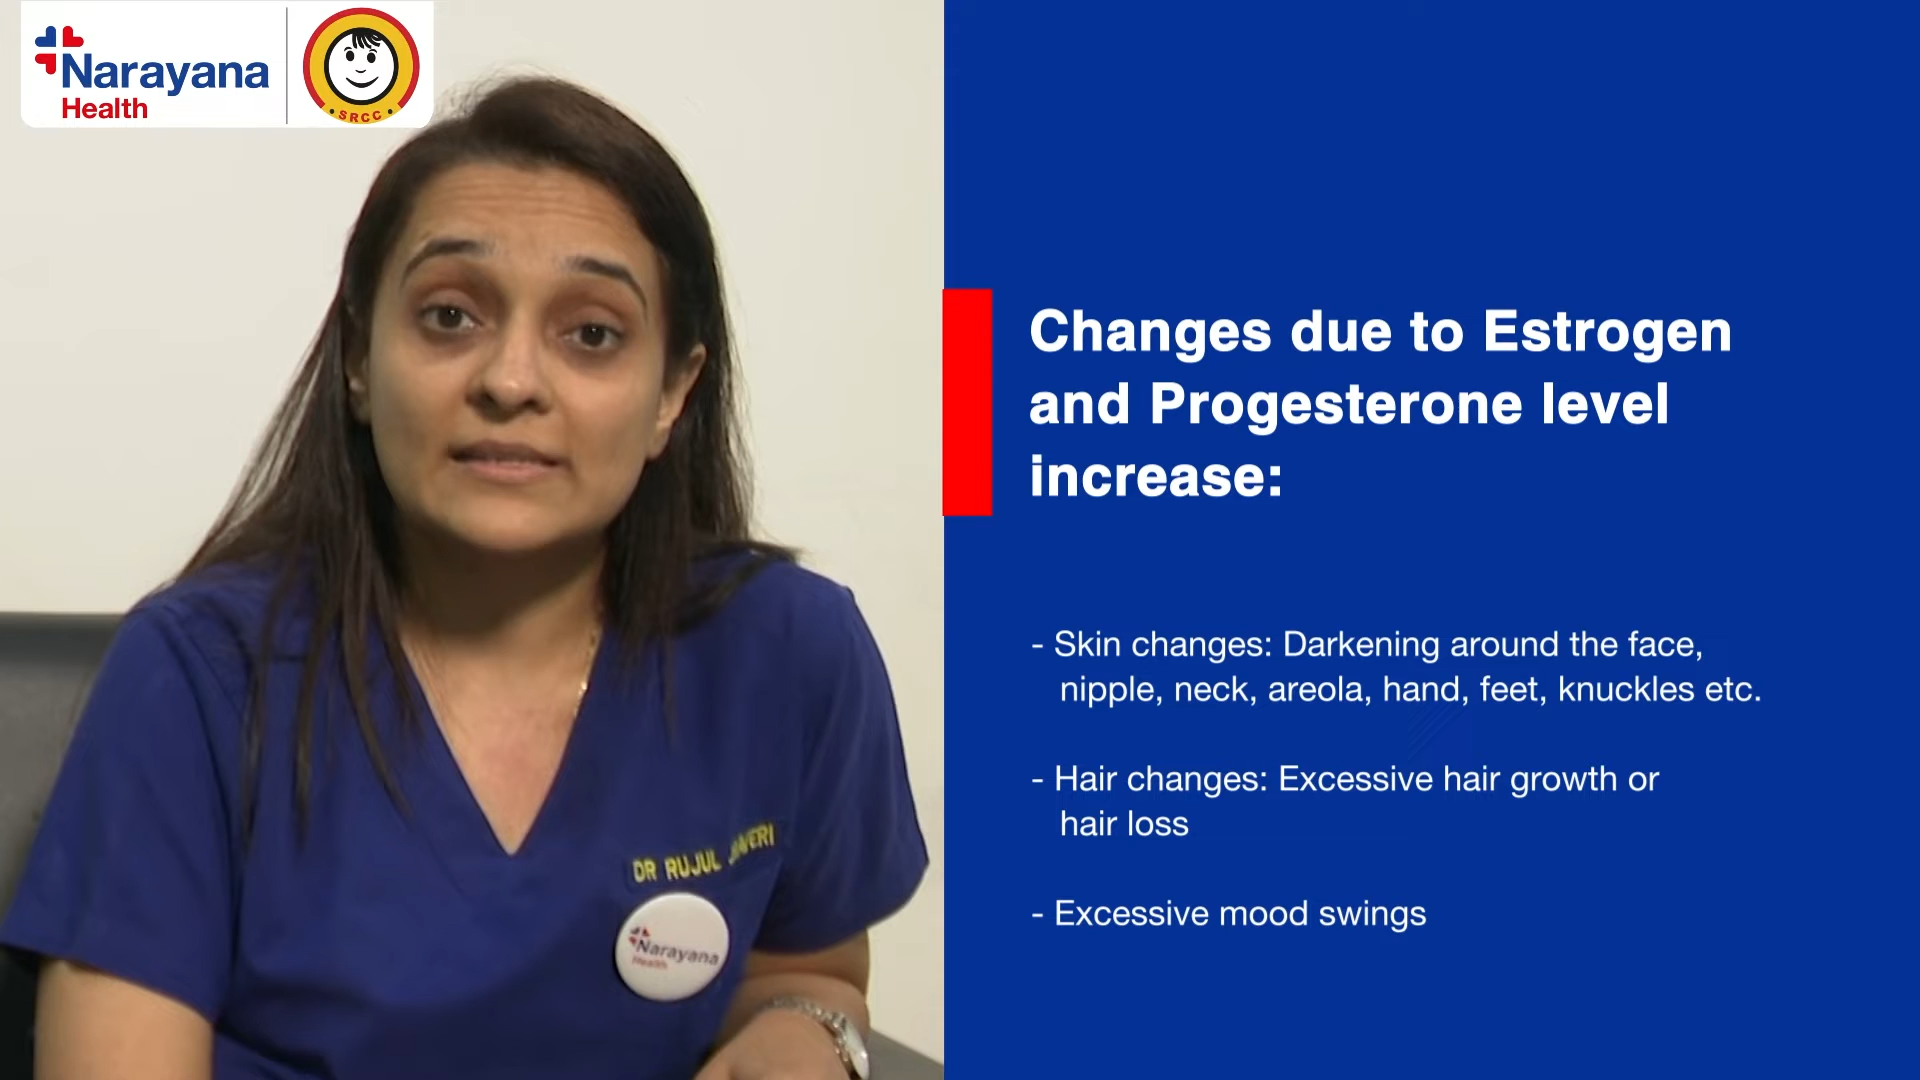 Narayana
Health
SRCC
Changes due to Estrogen
and Progesterone level
increase:
- Skin changes: Darkening around the face,
nipple, neck, areola, hand, feet, knuckles etc.
- Hair changes: Excessive hair growth or
hair loss
- Excessive mood swings
DR RUJUL
Narayana
Health